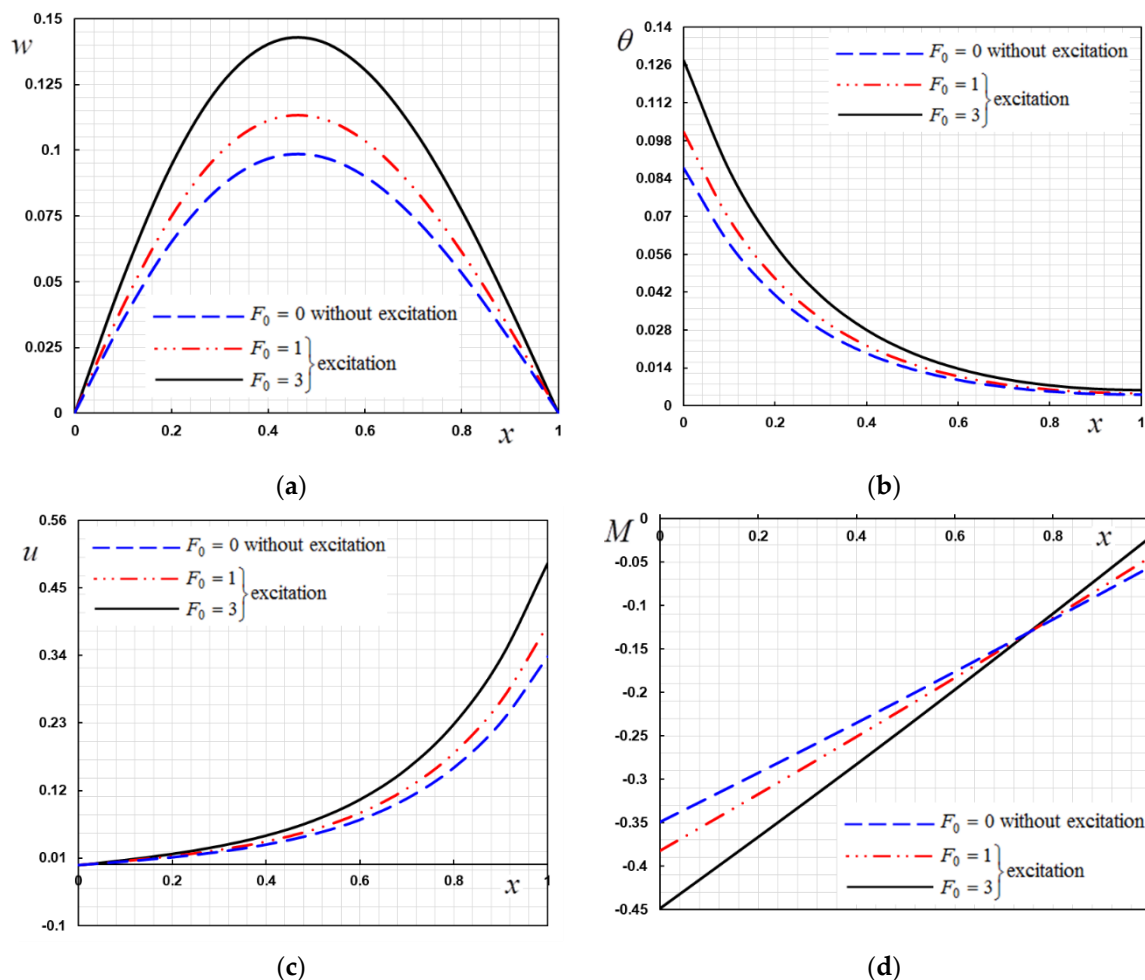 w
0.15
0.125
0.1
0.075
0.05
0.025
0
F₀ = 0 without excitation
F₀ = 1
F₀ = 3
excitation
0 0.2 0.4 0.6 0.8 1
x
(a)
θ
0.14
0.126
0.112
0.098
0.084
0.07
0.056
0.042
0.028
0.014
0
F₀ = 0 without excitation
F₀ = 1
F₀ = 3
excitation
0 0.2 0.4 0.6 0.8 1
x
(b)
u
0.56
0.45
0.34
0.23
0.12
0.01
-0.1
F₀ = 0 without excitation
F₀ = 1
F₀ = 3
excitation
0 0.2 0.4 0.6 0.8 1
x
(c)
M
0
-0.05
-0.1
-0.15
-0.2
-0.25
-0.3
-0.35
-0.4
-0.45
0 0.2 0.4 0.6 0.8 1
x
F₀ = 0 without excitation
F₀ = 1
F₀ = 3
excitation
(d)